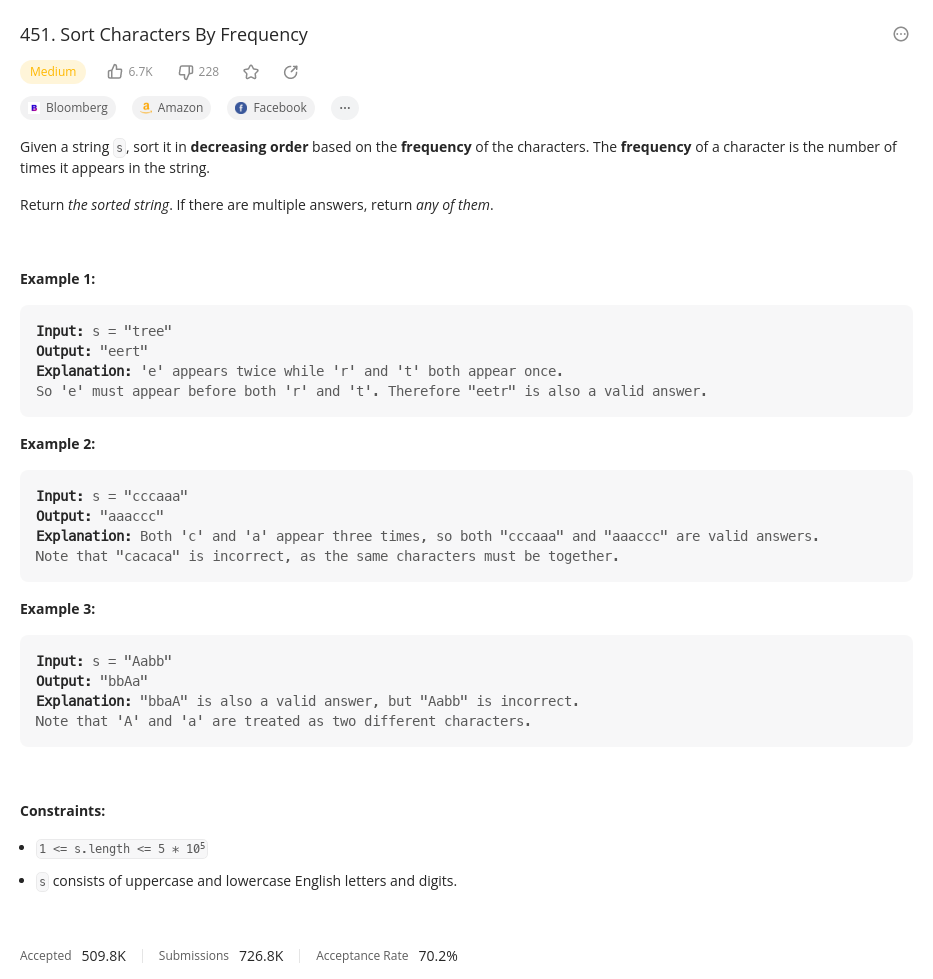 451. Sort Characters By Frequency
Medium 6.7K 228
Bloomberg Amazon Facebook ...
Given a string s, sort it in decreasing order based on the frequency of the characters. The frequency of a character is the number of
times it appears in the string.
Return the sorted string. If there are multiple answers, return any of them.
Example 1:
Input: s = "tree"
Output: "eert"
Explanation: 'e' appears twice while 'r' and 't' both appear once.
So 'e' must appear before both 'r' and 't'. Therefore "eetr" is also a valid answer.
Example 2:
Input: s = "cccaaa"
Output: "aaaccc"
Explanation: Both 'c' and 'a' appear three times, so both "cccaaa" and "aaaccc" are valid answers.
Note that "cacaca" is incorrect, as the same characters must be together.
Example 3:
Input: s = "Aabb"
Output: "bbAa"
Explanation: "bbaA" is also a valid answer, but "Aabb" is incorrect.
Note that 'A' and 'a' are treated as two different characters.
Constraints:
• 1 <= s.length <= 5 * 10⁵
• s consists of uppercase and lowercase English letters and digits.
Accepted 509.8K Submissions 726.8K Acceptance Rate 70.2%